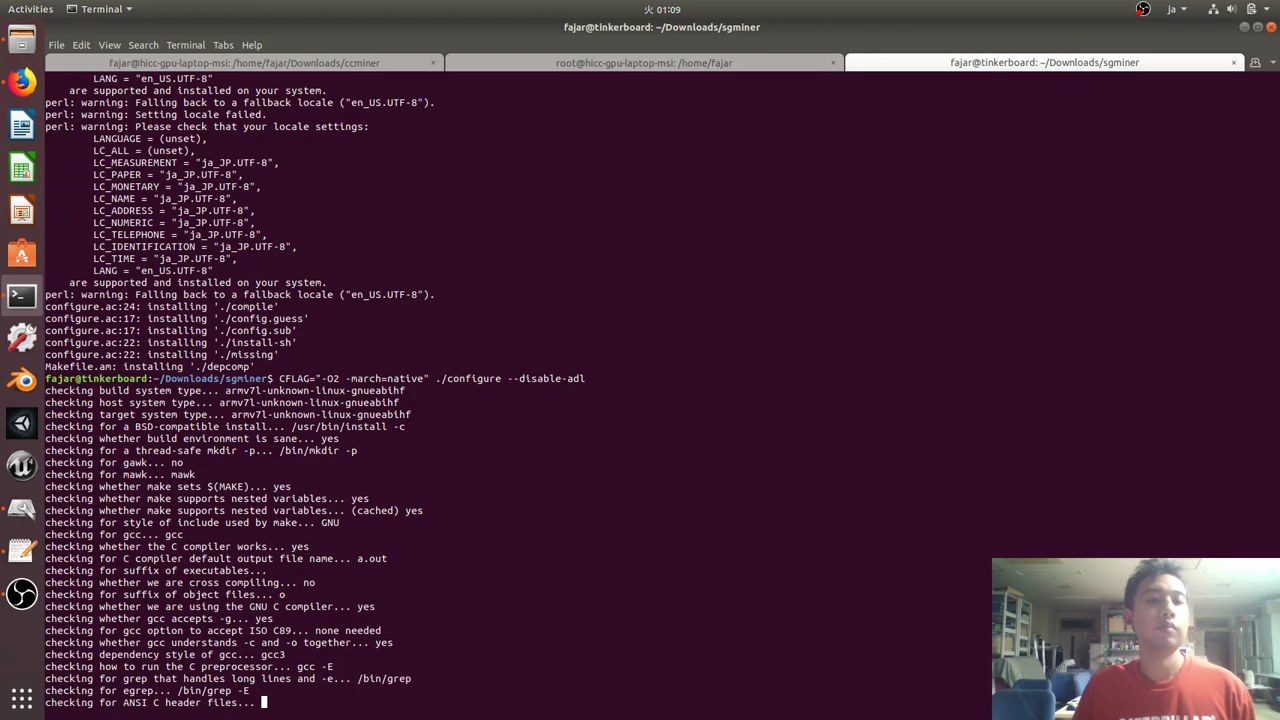 Activities
Terminal
火 01:09
ja
fajar@tinkerboard: ~/Downloads/sgminer
File Edit View Search Terminal Tabs Help
fajar@hicc-gpu-laptop-msi: /home/fajar/Downloads/ccminer
root@hicc-gpu-laptop-msi: /home/fajar
fajar@tinkerboard: ~/Downloads/sgminer
LANG = "en_US.UTF-8"
are supported and installed on your system.
perl: warning: Falling back to a fallback locale ("en_US.UTF-8").
perl: warning: Setting locale failed.
perl: warning: Please check that your locale settings:
LANGUAGE = (unset),
LC_ALL = (unset),
LC_MEASUREMENT = "ja_JP.UTF-8",
LC_PAPER = "ja_JP.UTF-8",
LC_MONETARY = "ja_JP.UTF-8",
LC_NAME = "ja_JP.UTF-8",
LC_ADDRESS = "ja_JP.UTF-8",
LC_NUMERIC = "ja_JP.UTF-8",
LC_TELEPHONE = "ja_JP.UTF-8",
LC_IDENTIFICATION = "ja_JP.UTF-8",
LC_TIME = "ja_JP.UTF-8",
LANG = "en_US.UTF-8"
are supported and installed on your system.
perl: warning: Falling back to a fallback locale ("en_US.UTF-8").
configure.ac:24: installing './compile'
configure.ac:17: installing './config.guess'
configure.ac:17: installing './config.sub'
configure.ac:22: installing './install-sh'
configure.ac:22: installing './missing'
Makefile.am: installing './depcomp'
fajar@tinkerboard:~/Downloads/sgminer$ CFLAG="-O2 -march=native" ./configure --disable-adl
checking build system type... armv7l-unknown-linux-gnueabihf
checking host system type... armv7l-unknown-linux-gnueabihf
checking target system type... armv7l-unknown-linux-gnueabihf
checking for a BSD-compatible install... /usr/bin/install -c
checking whether build environment is sane... yes
checking for a thread-safe mkdir -p... /bin/mkdir -p
checking for gawk... no
checking for mawk... mawk
checking whether make sets $(MAKE)... yes
checking whether make supports nested variables... yes
checking whether make supports nested variables... (cached) yes
checking for style of include used by make... GNU
checking for gcc... gcc
checking whether the C compiler works... yes
checking for C compiler default output file name... a.out
checking for suffix of executables...
checking whether we are cross compiling... no
checking for suffix of object files... o
checking whether we are using the GNU C compiler... yes
checking whether gcc accepts -g... yes
checking for gcc option to accept ISO C89... none needed
checking whether gcc understands -c and -o together... yes
checking dependency style of gcc... gcc3
checking how to run the C preprocessor... gcc -E
checking for grep that handles long lines and -e... /bin/grep
checking for egrep... /bin/grep -E
checking for ANSI C header files...